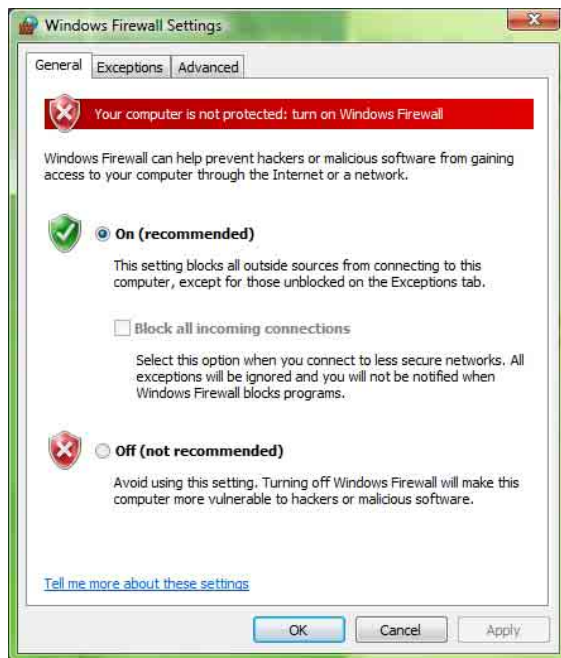 Windows Firewall Settings
General Exceptions Advanced
Your computer is not protected: turn on Windows Firewall
Windows Firewall can help prevent hackers or malicious software from gaining
access to your computer through the Internet or a network.
On (recommended)
This setting blocks all outside sources from connecting to this
computer, except for those unblocked on the Exceptions tab.
Block all incoming connections
Select this option when you connect to less secure networks. All
exceptions will be ignored and you will not be notified when
Windows Firewall blocks programs.
Off (not recommended)
Avoid using this setting. Turning off Windows Firewall will make this
computer more vulnerable to hackers or malicious software.
Tell me more about these settings
OK Cancel Apply